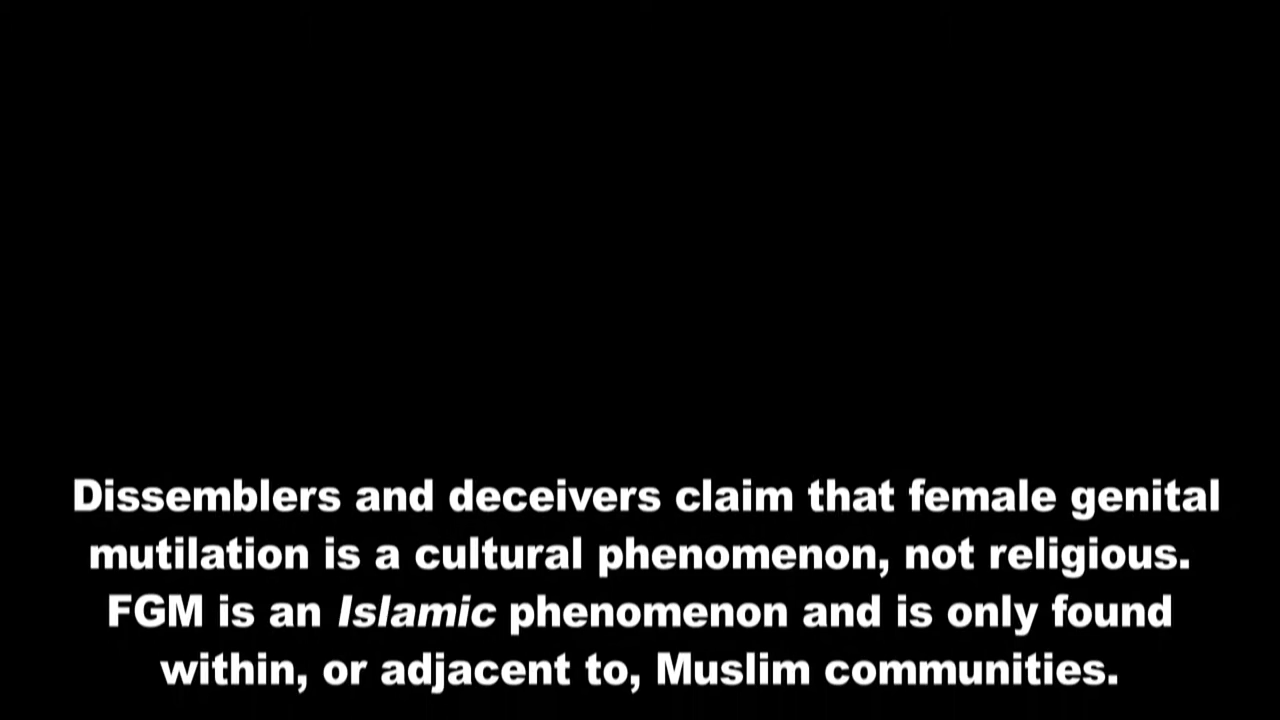 Dissemblers and deceivers claim that female genital
mutilation is a cultural phenomenon, not religious.
FGM is an Islamic phenomenon and is only found
within, or adjacent to, Muslim communities.